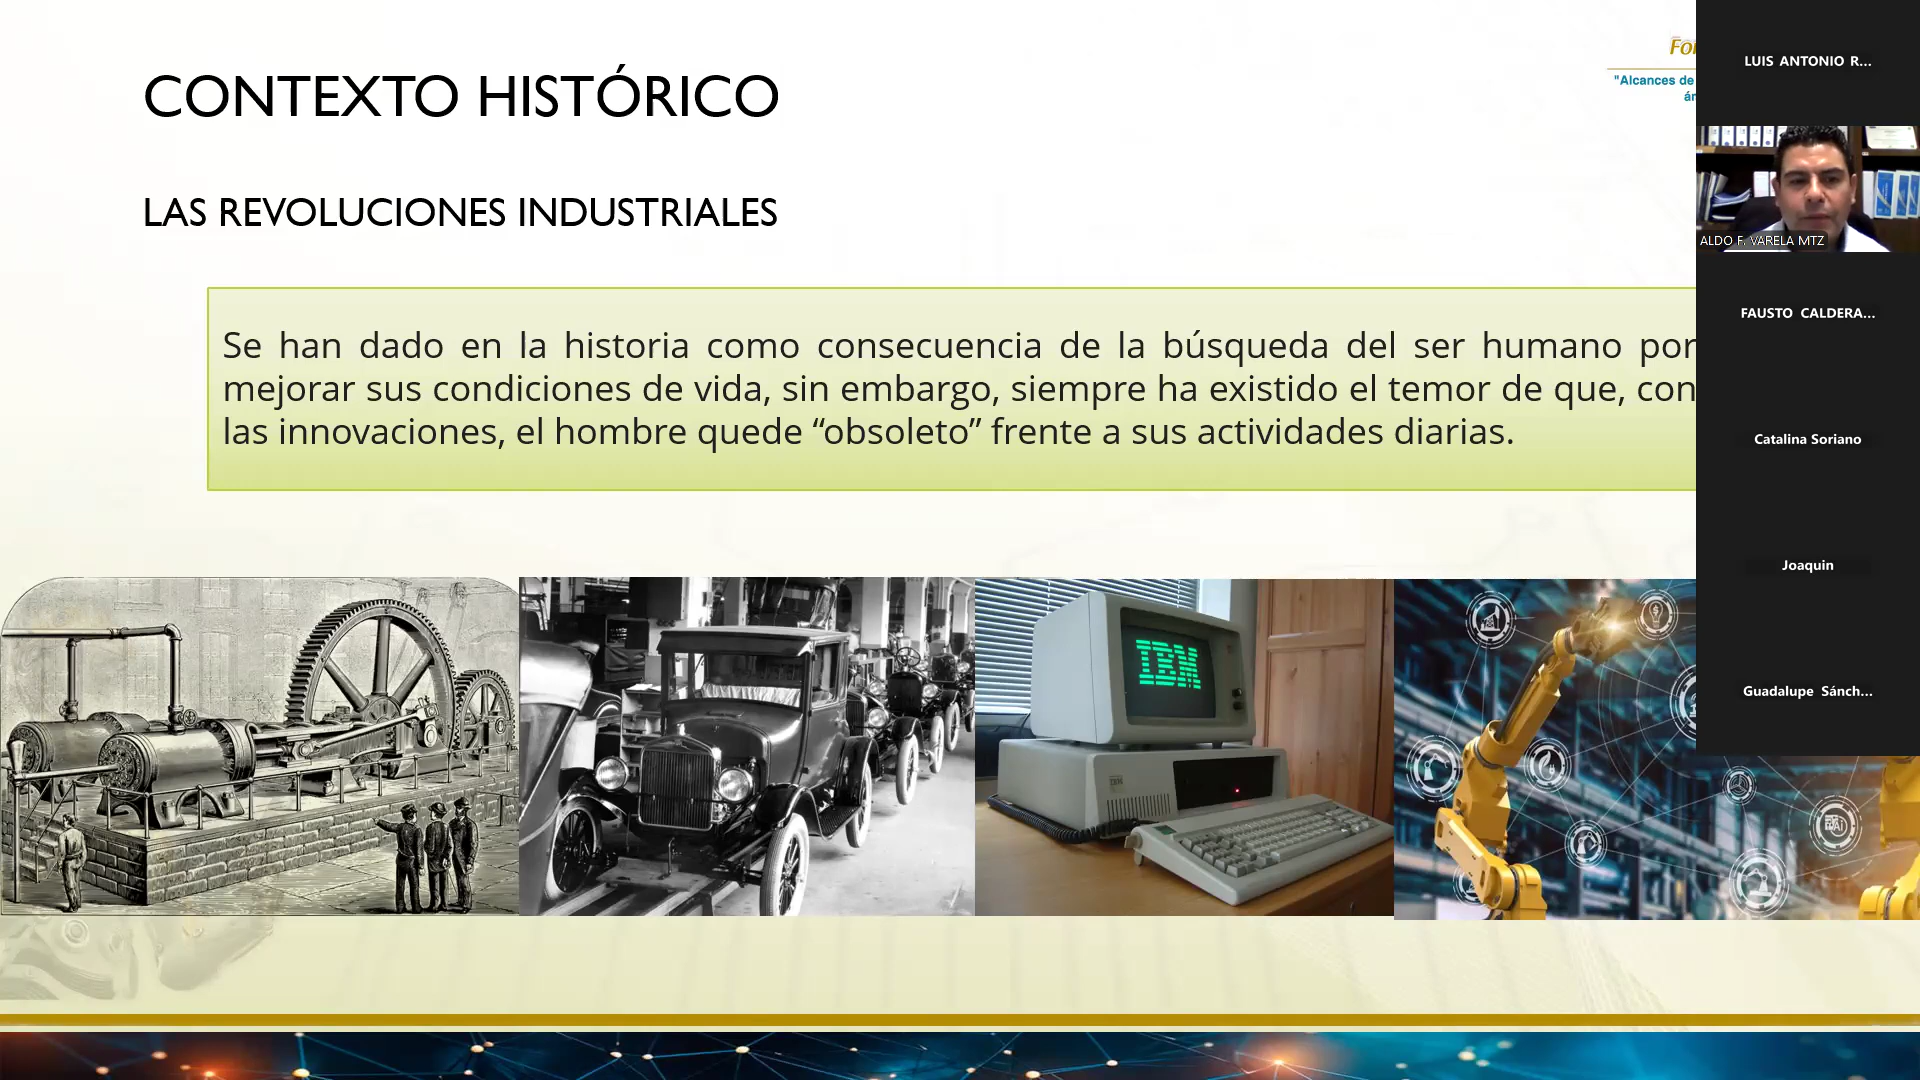 CONTEXTO HISTÓRICO
LAS REVOLUCIONES INDUSTRIALES
Se han dado en la historia como consecuencia de la búsqueda del ser humano por
mejorar sus condiciones de vida, sin embargo, siempre ha existido el temor de que, con
las innovaciones, el hombre quede “obsoleto” frente a sus actividades diarias.
"Alcances de
IBM
LUIS ANTONIO R...
ALDO F. VARELA MTZ
FAUSTO CALDERA...
Catalina Soriano
Joaquin
Guadalupe Sánch...